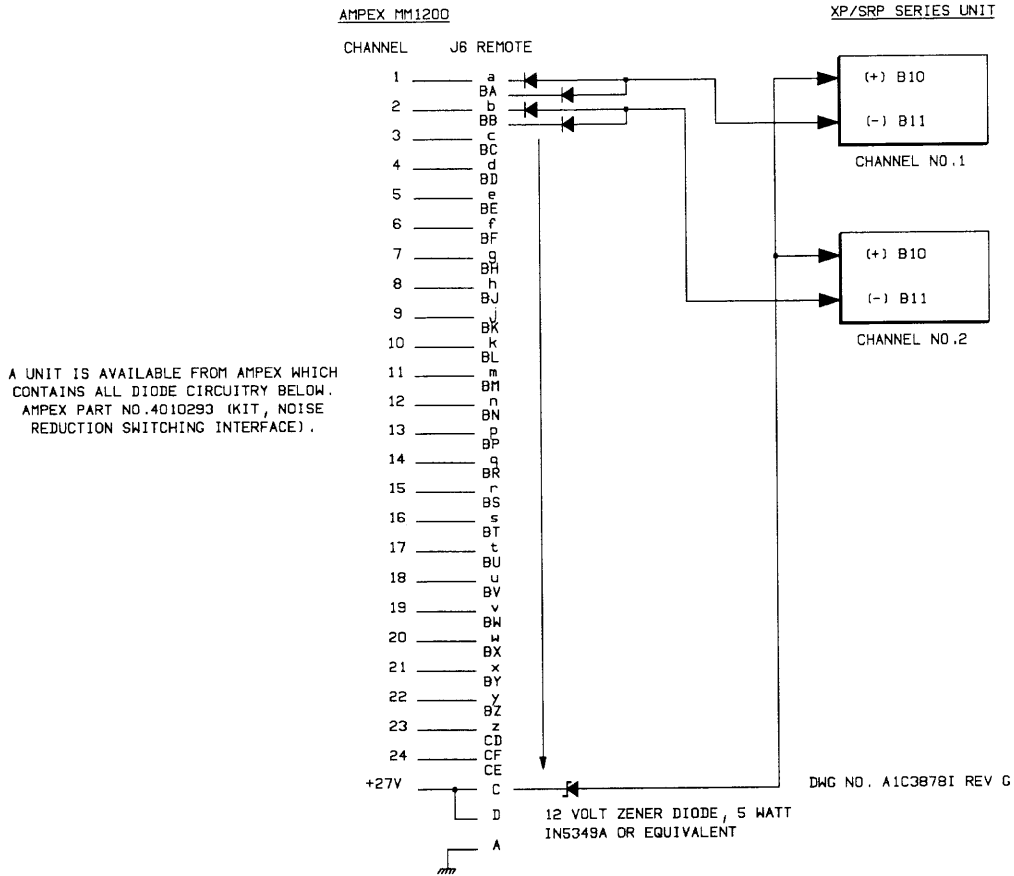 AMPEX MM1200
XP/SRP SERIES UNIT
CHANNEL J6 REMOTE
1 a
BA
2 b
BB
3 c
BC
4 d
BD
5 e
BE
6 f
BF
7 g
BH
8 h
BJ
9 j
BK
10 k
BL
11 m
BM
12 n
BN
13 p
BP
14 q
BR
15 r
BS
16 s
BT
17 t
BU
18 u
BV
19 v
BW
20 w
BX
21 x
BY
22 y
BZ
23 z
CD
24 CF
CE
+27V C
D
A
(+) B10
(-) B11
CHANNEL NO.1
(+) B10
(-) B11
CHANNEL NO.2
A UNIT IS AVAILABLE FROM AMPEX WHICH
CONTAINS ALL DIODE CIRCUITRY BELOW.
AMPEX PART NO.4010293 (KIT, NOISE
REDUCTION SWITCHING INTERFACE).
12 VOLT ZENER DIODE, 5 WATT
IN5349A OR EQUIVALENT
DWG NO. A1C3878I REV G